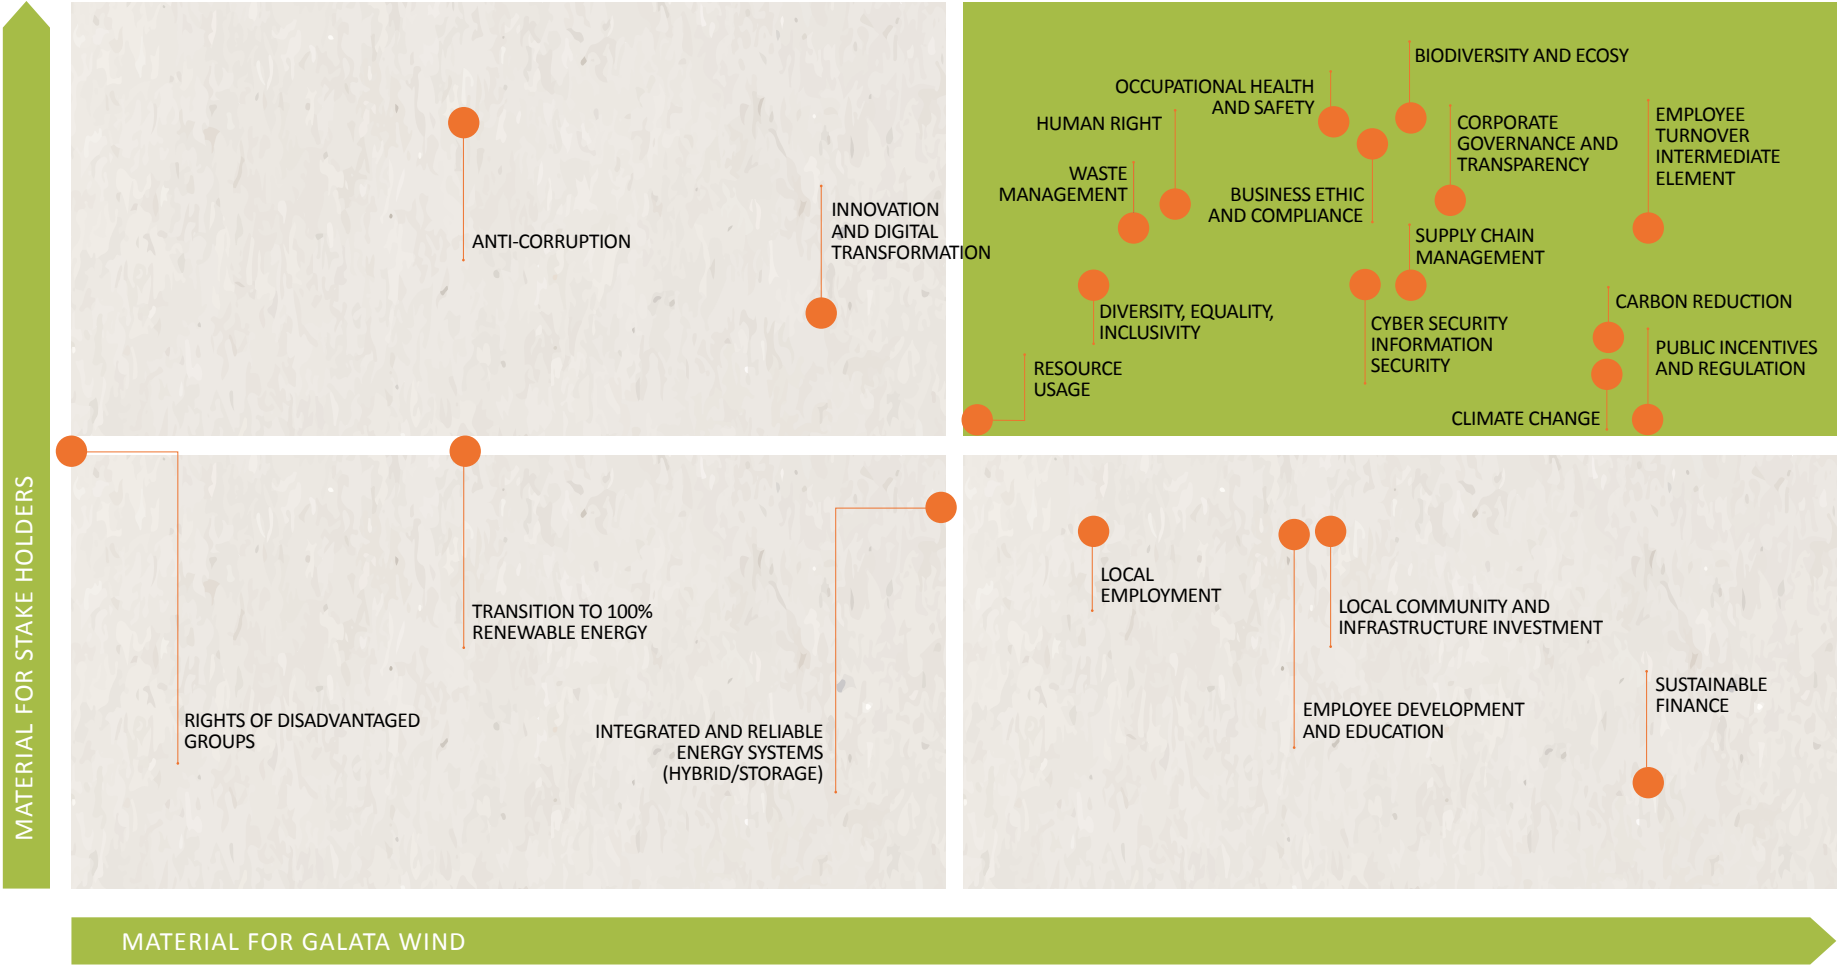 MATERIAL FOR STAKE HOLDERS
ANTI-CORRUPTION
INNOVATION
AND DIGITAL
TRANSFORMATION
BIODIVERSITY AND ECOSY
OCCUPATIONAL HEALTH
AND SAFETY
HUMAN RIGHT
WASTE
MANAGEMENT
BUSINESS ETHIC
AND COMPLIANCE
CORPORATE
GOVERNANCE AND
TRANSPARENCY
EMPLOYEE
TURNOVER
INTERMEDIATE
ELEMENT
SUPPLY CHAIN
MANAGEMENT
DIVERSITY, EQUALITY,
INCLUSIVITY
CYBER SECURITY
INFORMATION
SECURITY
CARBON REDUCTION
PUBLIC INCENTIVES
AND REGULATION
RESOURCE
USAGE
CLIMATE CHANGE
RIGHTS OF DISADVANTAGED
GROUPS
TRANSITION TO 100%
RENEWABLE ENERGY
INTEGRATED AND RELIABLE
ENERGY SYSTEMS
(HYBRID/STORAGE)
LOCAL
EMPLOYMENT
LOCAL COMMUNITY AND
INFRASTRUCTURE INVESTMENT
EMPLOYEE DEVELOPMENT
AND EDUCATION
SUSTAINABLE
FINANCE
MATERIAL FOR GALATA WIND